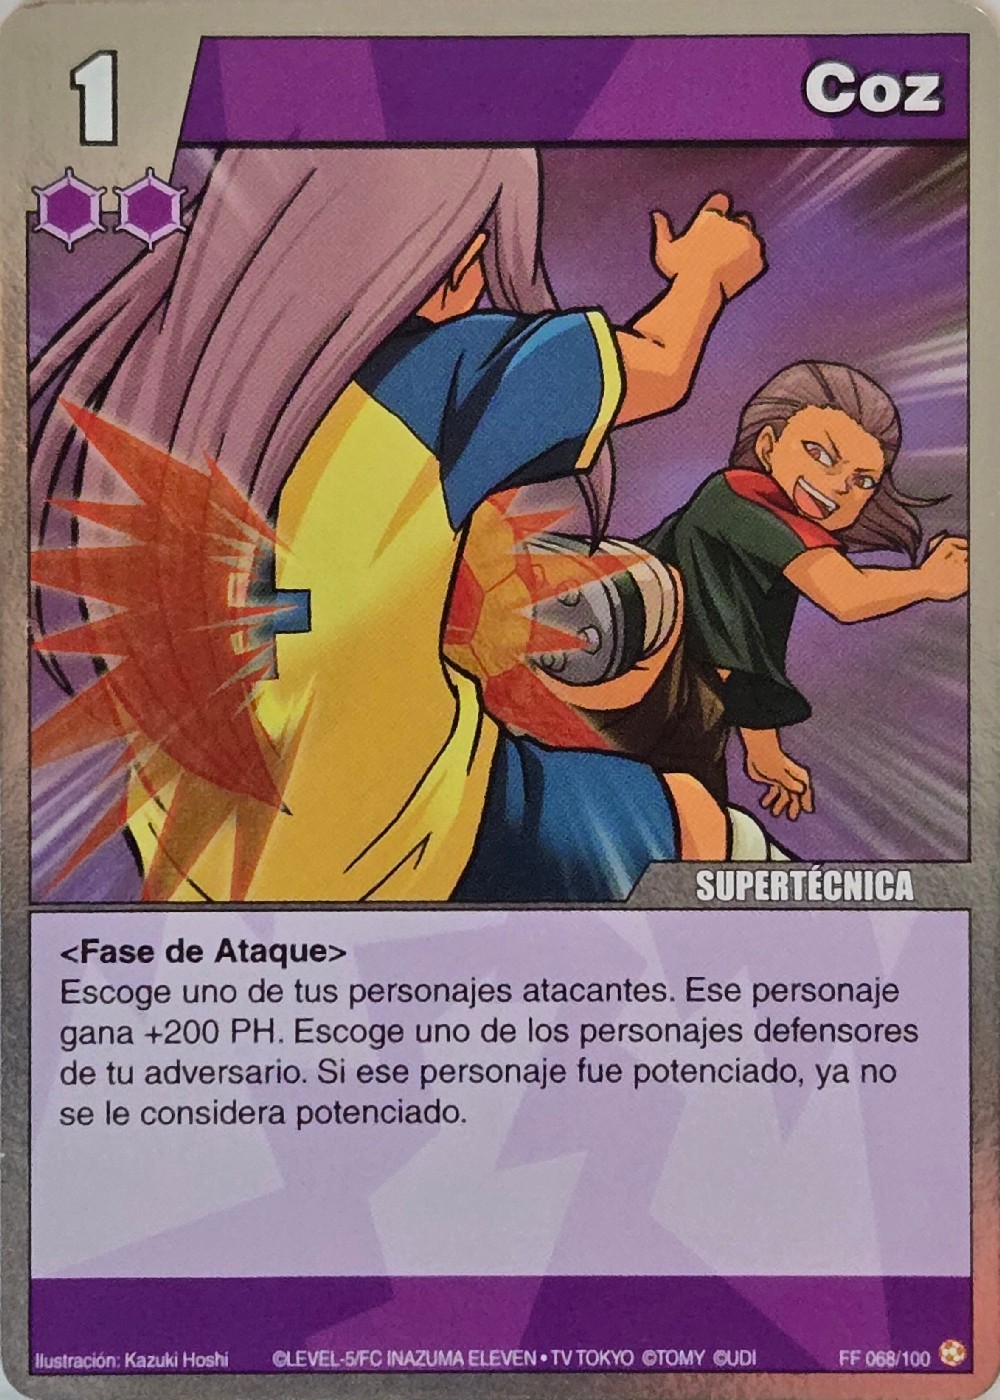 1
Coz
SUPERTÉCNICA
<Fase de Ataque>
Escoge uno de tus personajes atacantes. Ese personaje
gana +200 PH. Escoge uno de los personajes defensores
de tu adversario. Si ese personaje fue potenciado, ya no
se le considera potenciado.
Ilustración: Kazuki Hoshi ©LEVEL-5/FC INAZUMA ELEVEN • TV TOKYO ©TOMY ©UDI FF 068/100